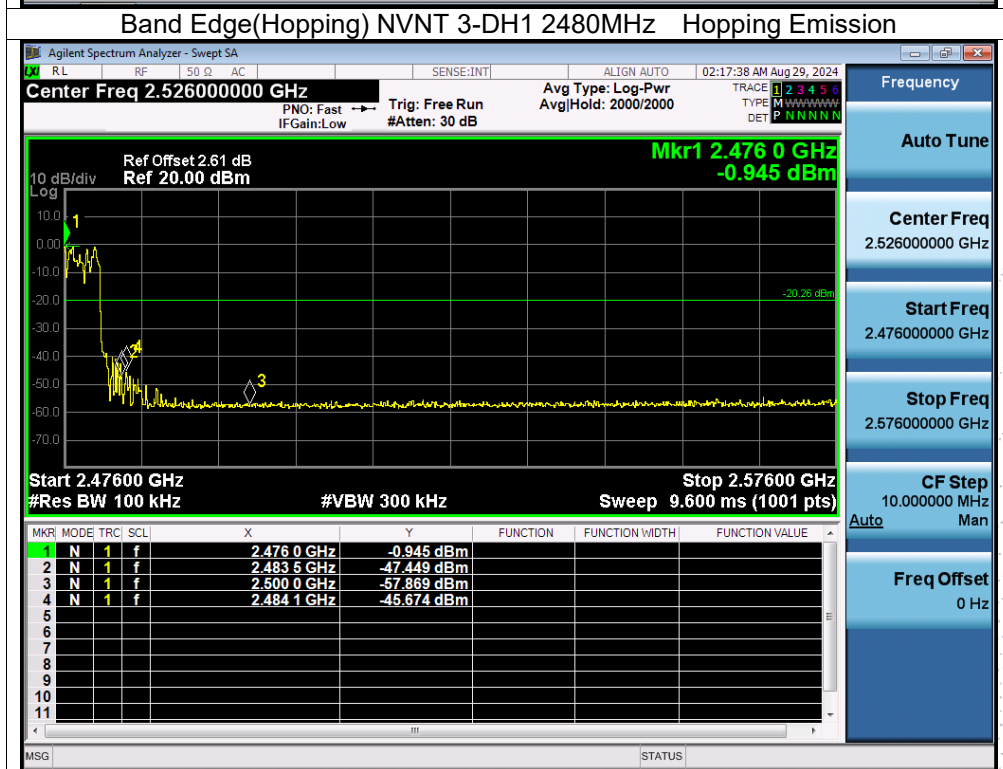 Band Edge(Hopping) NVNT 3-DH1 2480MHz Hopping Emission
Agilent Spectrum Analyzer - Swept SA
LXI RL RF 50 Ω AC SENSE:INT ALIGN AUTO 02:17:38 AM Aug 29, 2024
Center Freq 2.526000000 GHz
PNO: Fast
IFGain:Low
Trig: Free Run
#Atten: 30 dB
Avg Type: Log-Pwr
Avg|Hold: 2000/2000
TRACE 1 2 3 4 5 6
TYPE M WWWWW
DET P N N N N N
Frequency
Auto Tune
Center Freq
2.526000000 GHz
Start Freq
2.476000000 GHz
Stop Freq
2.576000000 GHz
CF Step
10.000000 MHz
Auto Man
Freq Offset
0 Hz
Mkr1 2.476 0 GHz
-0.945 dBm
Ref Offset 2.61 dB
10 dB/div Ref 20.00 dBm
Log
10.0
0.00
-10.0
-20.0
-30.0
-40.0
-50.0
-60.0
-70.0
1
-20.26 dBm
2 4
3
Start 2.47600 GHz Stop 2.57600 GHz
#Res BW 100 kHz #VBW 300 kHz Sweep 9.600 ms (1001 pts)
MKR MODE TRC SCL X Y FUNCTION FUNCTION WIDTH FUNCTION VALUE
1 N 1 f 2.476 0 GHz -0.945 dBm
2 N 1 f 2.483 5 GHz -47.449 dBm
3 N 1 f 2.500 0 GHz -57.869 dBm
4 N 1 f 2.484 1 GHz -45.674 dBm
5
6
7
8
9
10
11
MSG STATUS